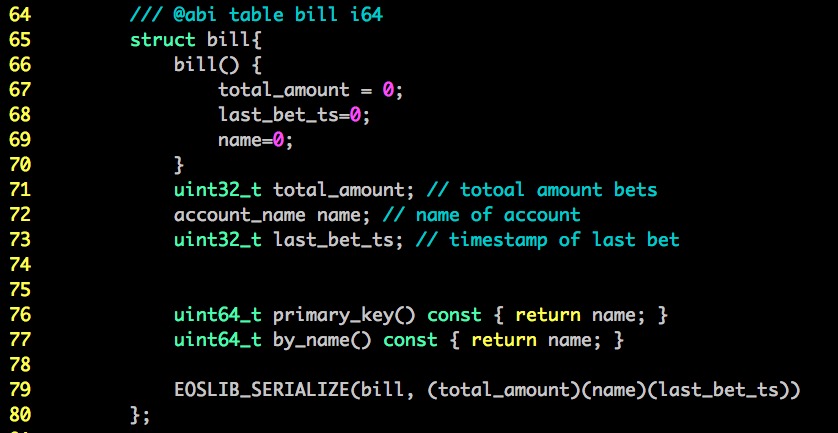 64 /// @abi table bill i64
65 struct bill{
66 bill() {
67 total_amount = 0;
68 last_bet_ts=0;
69 name=0;
70 }
71 uint32_t total_amount; // totoal amount bets
72 account_name name; // name of account
73 uint32_t last_bet_ts; // timestamp of last bet
74
75
76 uint64_t primary_key() const { return name; }
77 uint64_t by_name() const { return name; }
78
79 EOSLIB_SERIALIZE(bill, (total_amount)(name)(last_bet_ts))
80 };